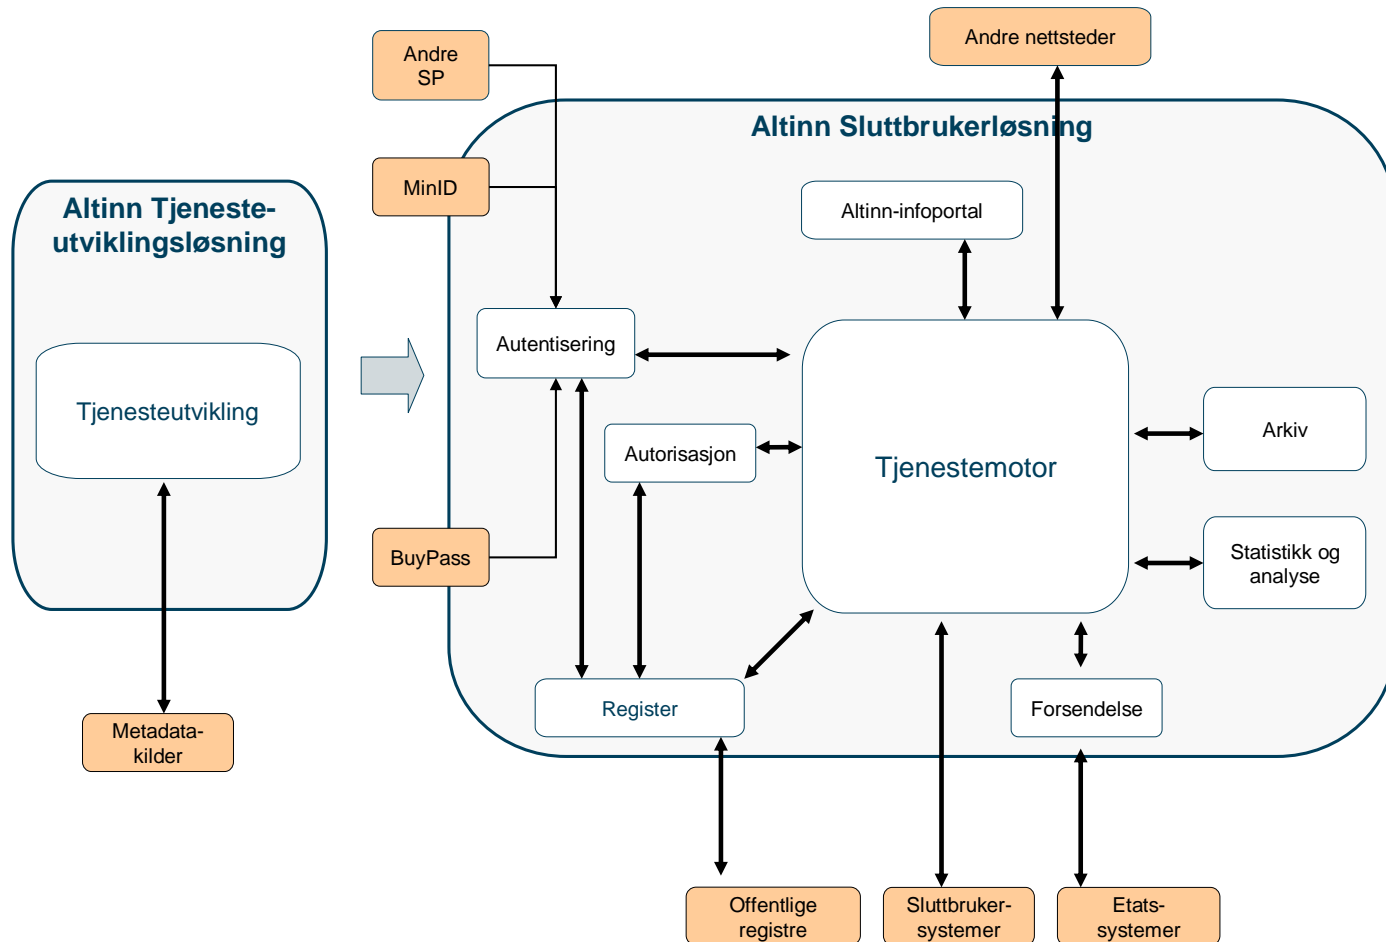 Andre
SP
Andre nettsteder
Altinn Sluttbrukerløsning
MinID
Altinn Tjeneste-
utviklingsløsning
Altinn-infoportal
Autentisering
Tjenesteutvikling
Autorisasjon
Tjenestemotor
Arkiv
BuyPass
Statistikk og
analyse
Register
Forsendelse
Metadata-
kilder
Offentlige
registre
Sluttbruker-
systemer
Etats-
systemer